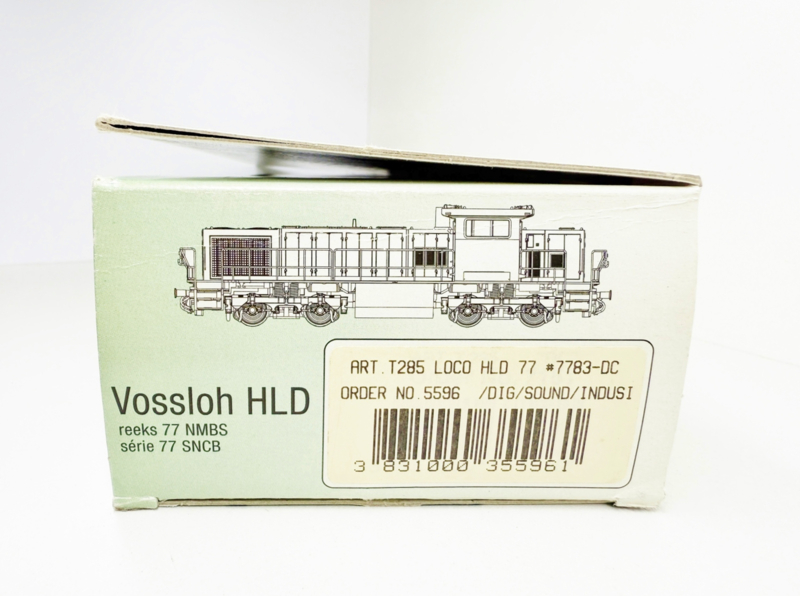 Vossloh HLD
reeks 77 NMBS
série 77 SNCB
ART.T285 LOCO HLD 77 #7783-DC
ORDER NO.5596 /DIG/SOUND/INDUSI
3 831000 355961